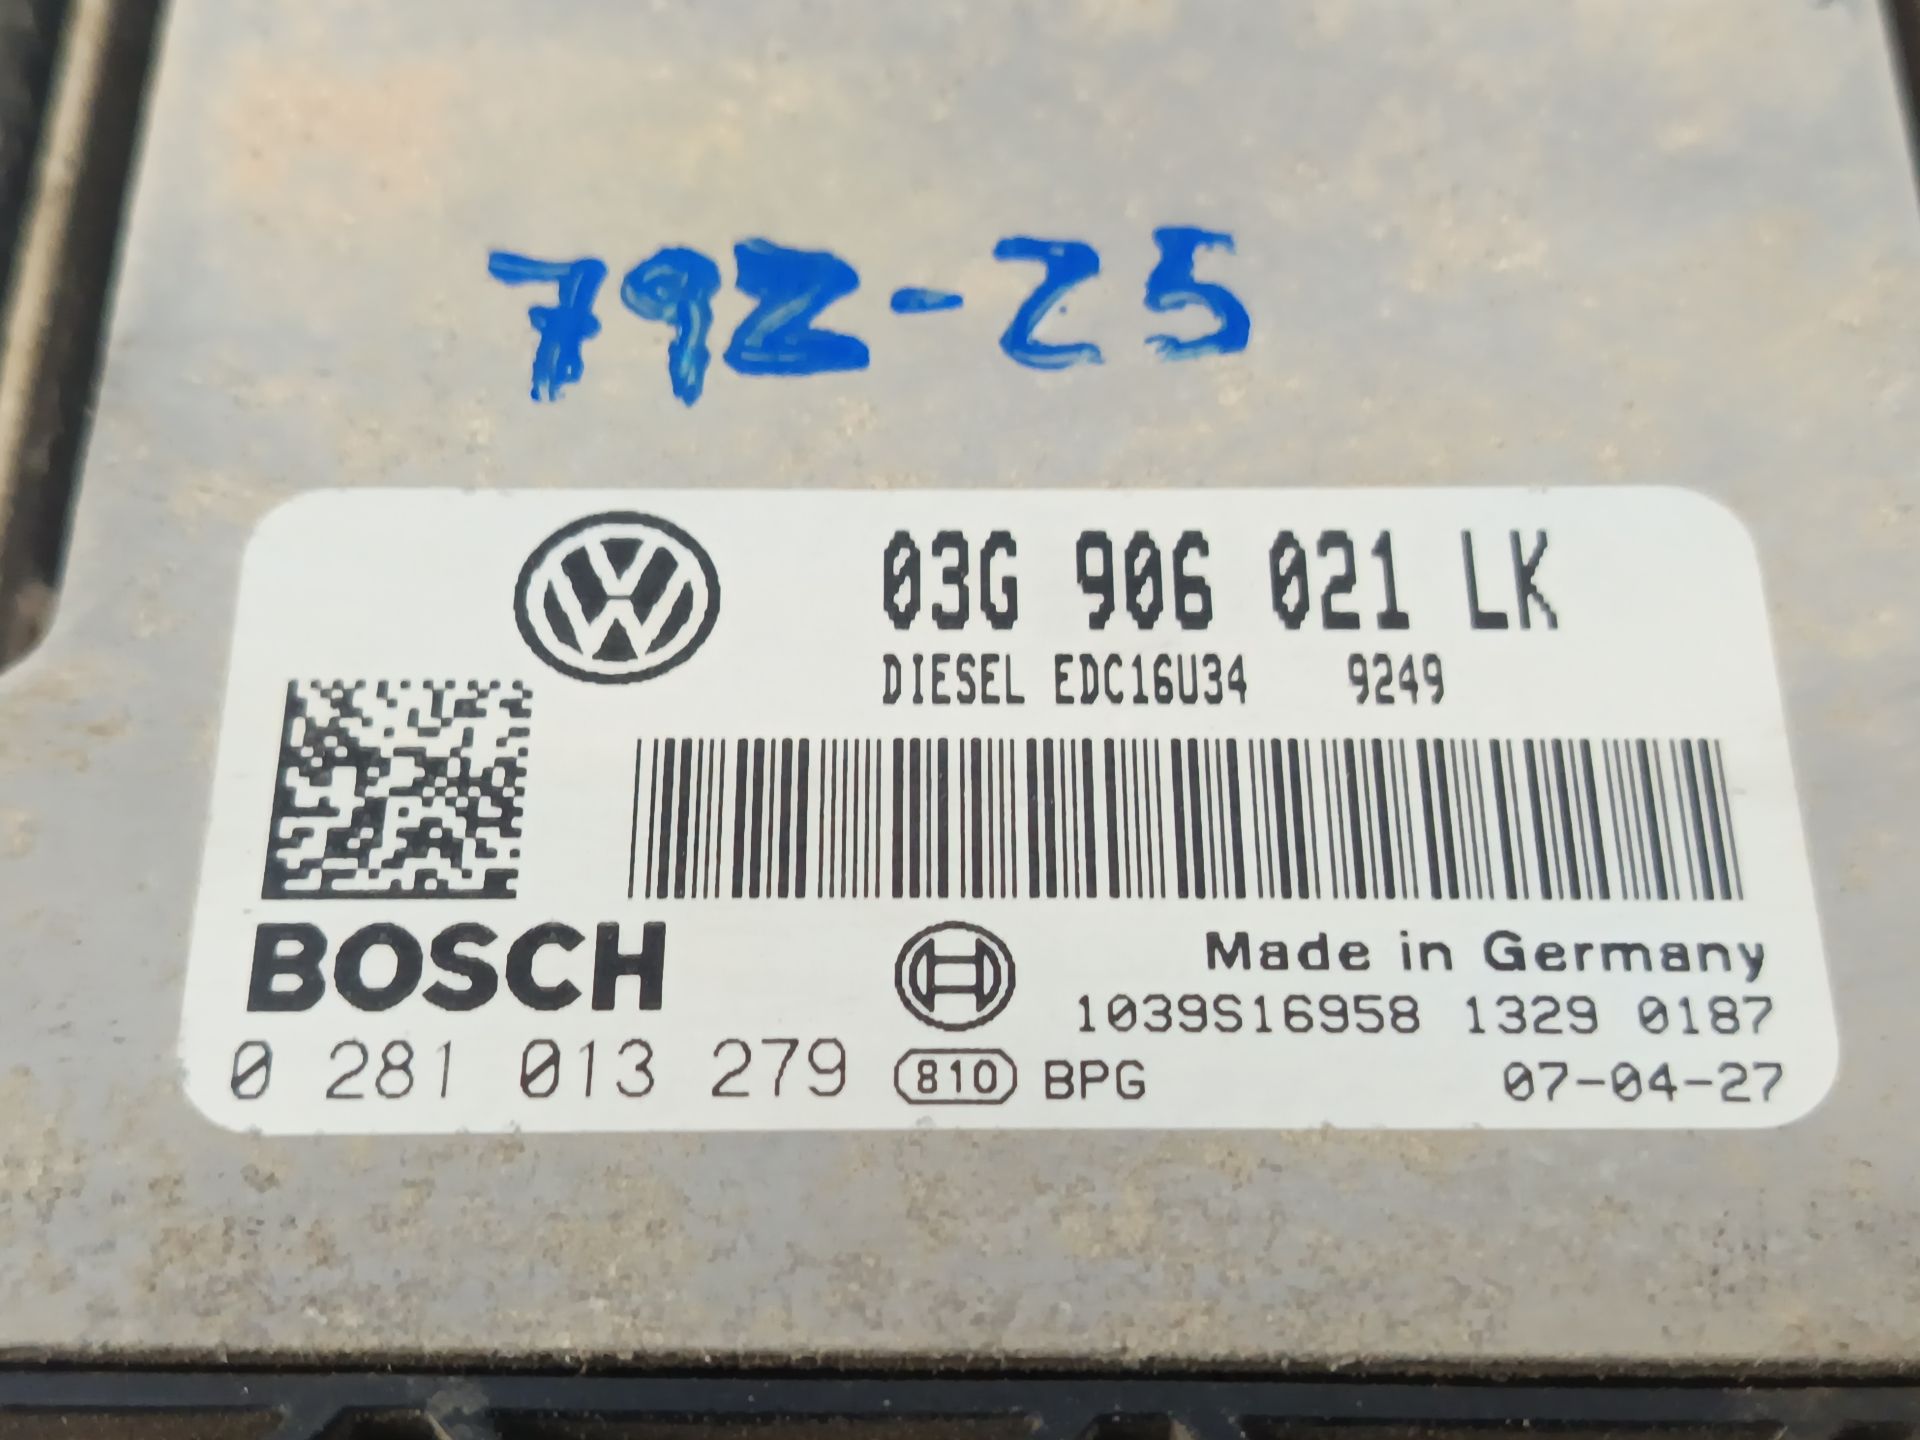 792-25
03G 906 021 LK
DIESEL EDC16U34 9249
BOSCH
Made in Germany
1039S16958 1329 0187
0 281 013 279 810 BPG 07-04-27